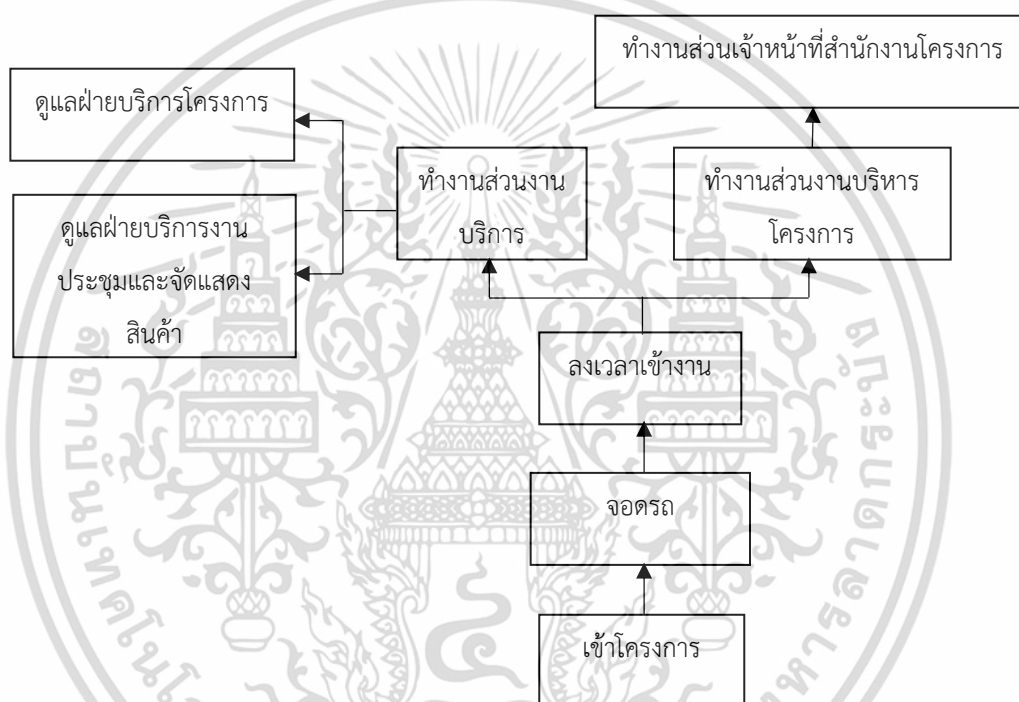 ทำงานส่วนเจ้าหน้าที่สำนักงานโครงการ
ดูแลฝ่ายบริการโครงการ
ทำงานส่วนงาน
บริการ
ทำงานส่วนงานบริหาร
โครงการ
ดูแลฝ่ายบริการงาน
ประชุมและจัดแสดง
สินค้า
ลงเวลาเข้างาน
จอดรถ
เข้าโครงการ